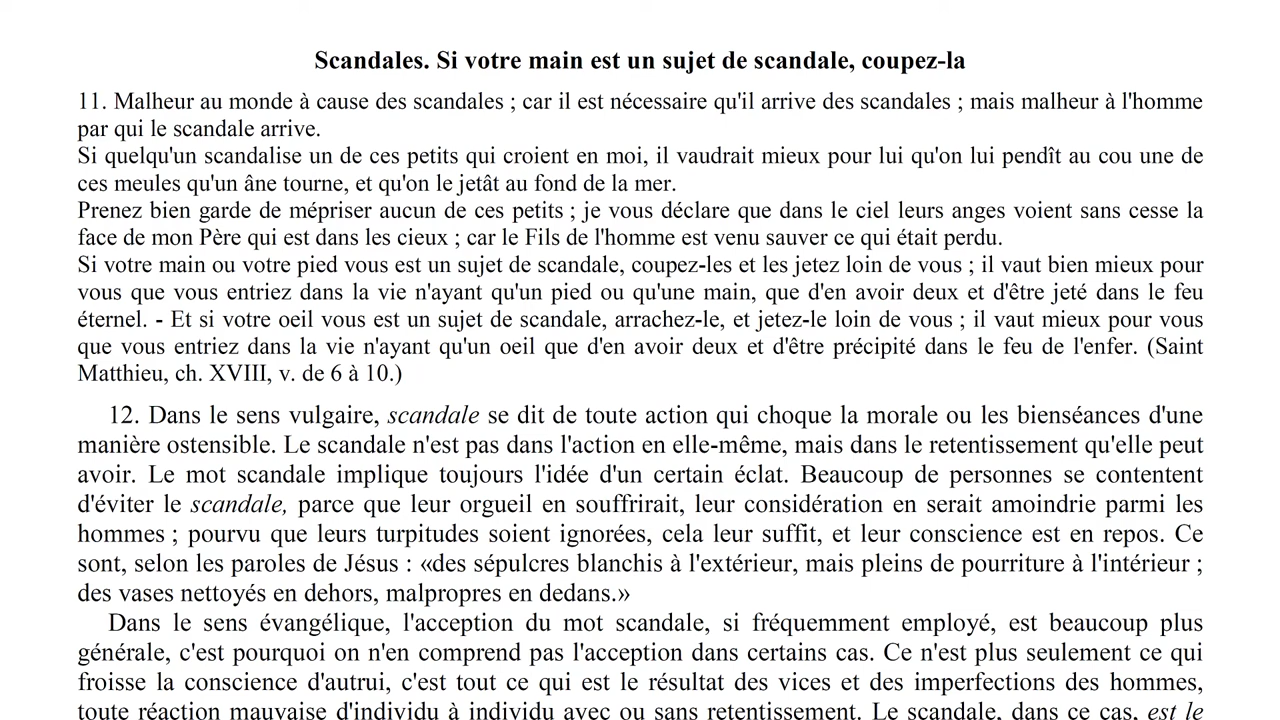 Scandales. Si votre main est un sujet de scandale, coupez-la
11. Malheur au monde à cause des scandales ; car il est nécessaire qu'il arrive des scandales ; mais malheur à l'homme
par qui le scandale arrive.
Si quelqu'un scandalise un de ces petits qui croient en moi, il vaudrait mieux pour lui qu'on lui pendît au cou une de
ces meules qu'un âne tourne, et qu'on le jetât au fond de la mer.
Prenez bien garde de mépriser aucun de ces petits ; je vous déclare que dans le ciel leurs anges voient sans cesse la
face de mon Père qui est dans les cieux ; car le Fils de l'homme est venu sauver ce qui était perdu.
Si votre main ou votre pied vous est un sujet de scandale, coupez-les et les jetez loin de vous ; il vaut bien mieux pour
vous que vous entriez dans la vie n'ayant qu'un pied ou qu'une main, que d'en avoir deux et d'être jeté dans le feu
éternel. - Et si votre oeil vous est un sujet de scandale, arrachez-le, et jetez-le loin de vous ; il vaut mieux pour vous
que vous entriez dans la vie n'ayant qu'un oeil que d'en avoir deux et d'être précipité dans le feu de l'enfer. (Saint
Matthieu, ch. XVIII, v. de 6 à 10.)
12. Dans le sens vulgaire, scandale se dit de toute action qui choque la morale ou les bienséances d'une
manière ostensible. Le scandale n'est pas dans l'action en elle-même, mais dans le retentissement qu'elle peut
avoir. Le mot scandale implique toujours l'idée d'un certain éclat. Beaucoup de personnes se contentent
d'éviter le scandale, parce que leur orgueil en souffrirait, leur considération en serait amoindrie parmi les
hommes ; pourvu que leurs turpitudes soient ignorées, cela leur suffit, et leur conscience est en repos. Ce
sont, selon les paroles de Jésus : «des sépulcres blanchis à l'extérieur, mais pleins de pourriture à l'intérieur ;
des vases nettoyés en dehors, malpropres en dedans.»
Dans le sens évangélique, l'acception du mot scandale, si fréquemment employé, est beaucoup plus
générale, c'est pourquoi on n'en comprend pas l'acception dans certains cas. Ce n'est plus seulement ce qui
froisse la conscience d'autrui, c'est tout ce qui est le résultat des vices et des imperfections des hommes,
toute réaction mauvaise d'individu à individu avec ou sans retentissement. Le scandale, dans ce cas, est le